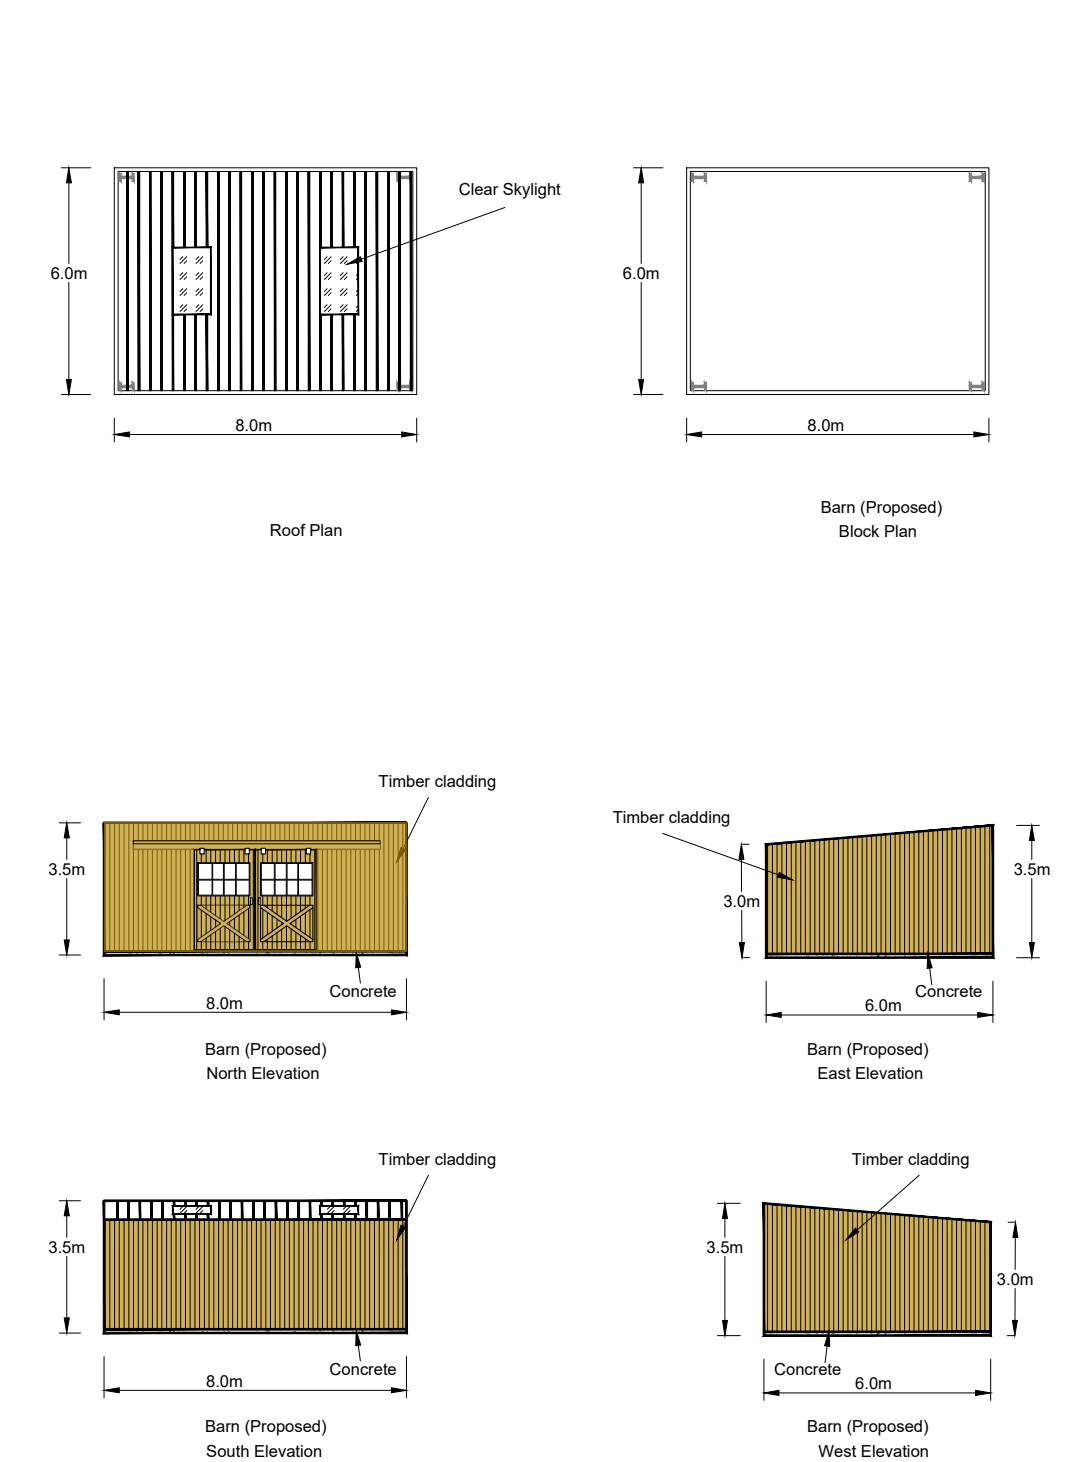 Clear Skylight
6.0m
6.0m
8.0m
8.0m
Roof Plan
Barn (Proposed)
Block Plan
Timber cladding
3.5m
Concrete
8.0m
Barn (Proposed)
North Elevation
Timber cladding
3.0m
3.5m
Concrete
6.0m
Barn (Proposed)
East Elevation
Timber cladding
3.5m
Concrete
8.0m
Barn (Proposed)
South Elevation
Timber cladding
3.5m
3.0m
Concrete
6.0m
Barn (Proposed)
West Elevation